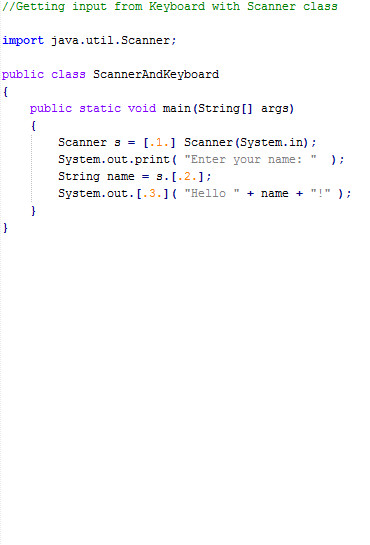 //Getting input from Keyboard with Scanner class
import java.util.Scanner;
public class ScannerAndKeyboard
{
public static void main(String[] args)
{
Scanner s = [.1.] Scanner(System.in);
System.out.print( "Enter your name: "  );
String name = s.[.2.];
System.out.[.3.]( "Hello " + name + "!" );
}
}